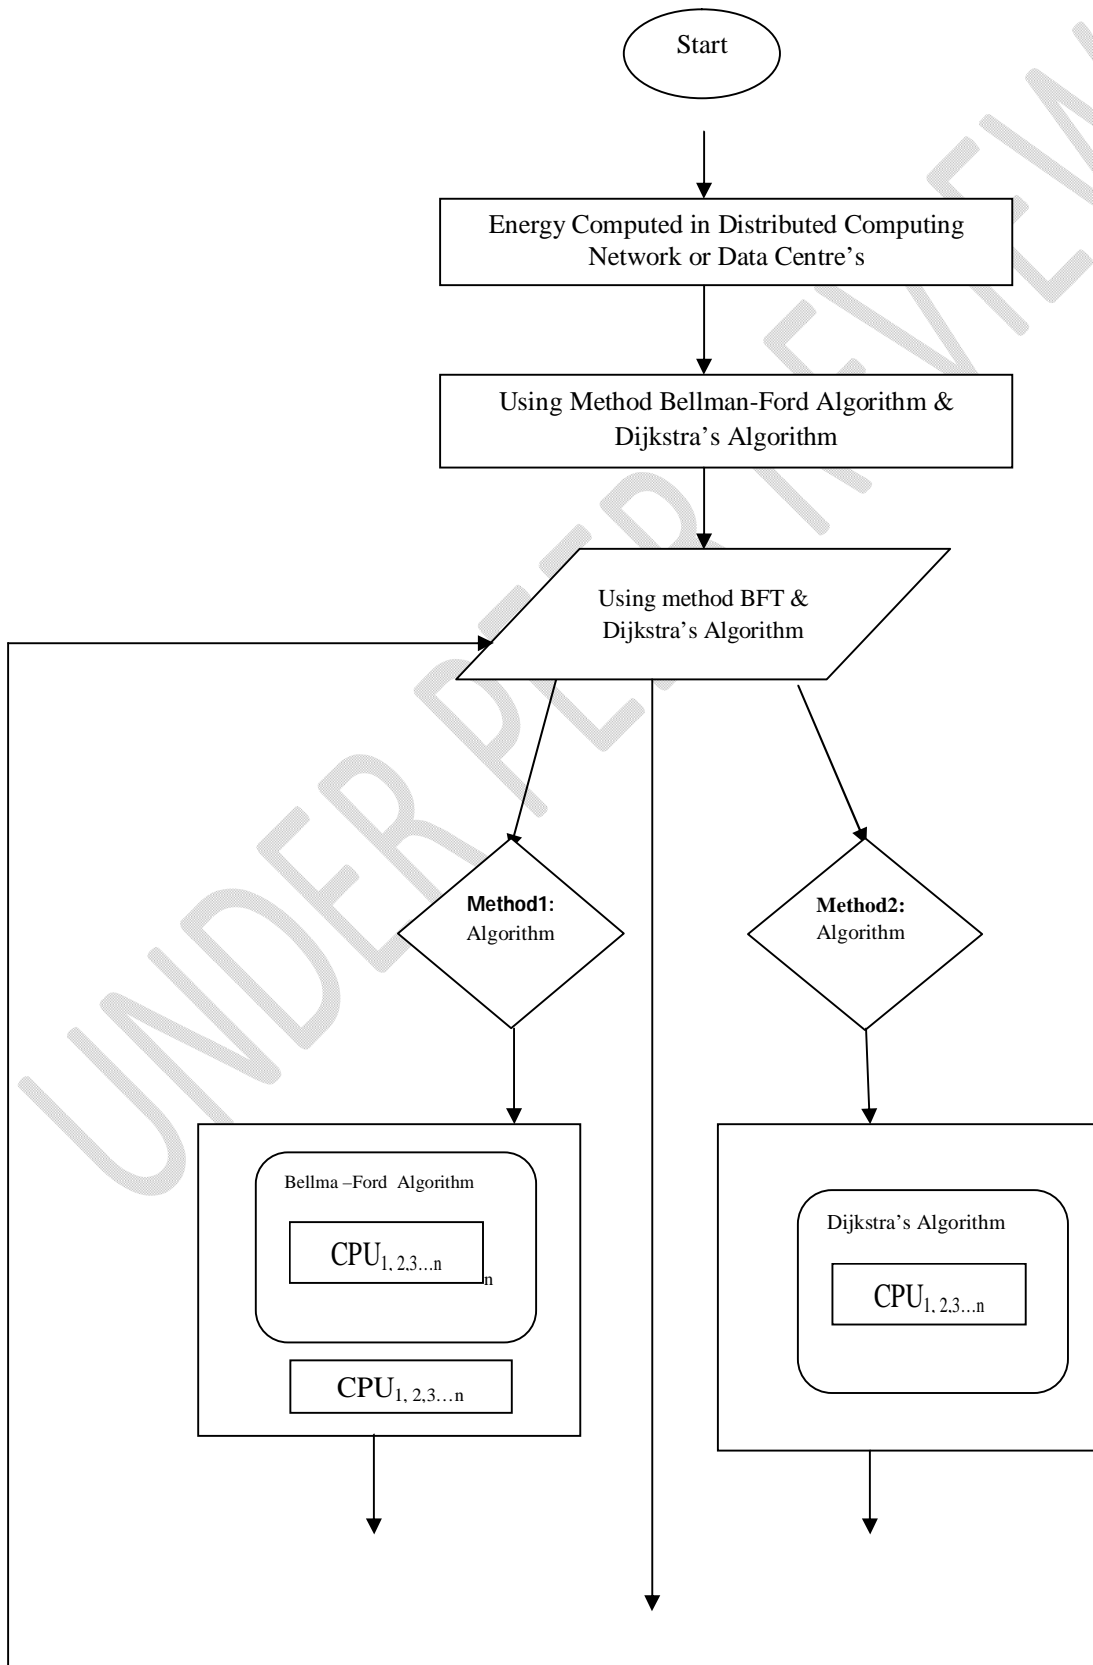 Start
Energy Computed in Distributed Computing
Network or Data Centre’s
Using Method Bellman-Ford Algorithm &
Dijkstra’s Algorithm
Using method BFT &
Dijkstra’s Algorithm
Method1:
Algorithm
Method2:
Algorithm
Bellma –Ford Algorithm
CPU1, 2,3…n
n
CPU1, 2,3…n
Dijkstra’s Algorithm
CPU1, 2,3…n
UNDER PEER REVIEW